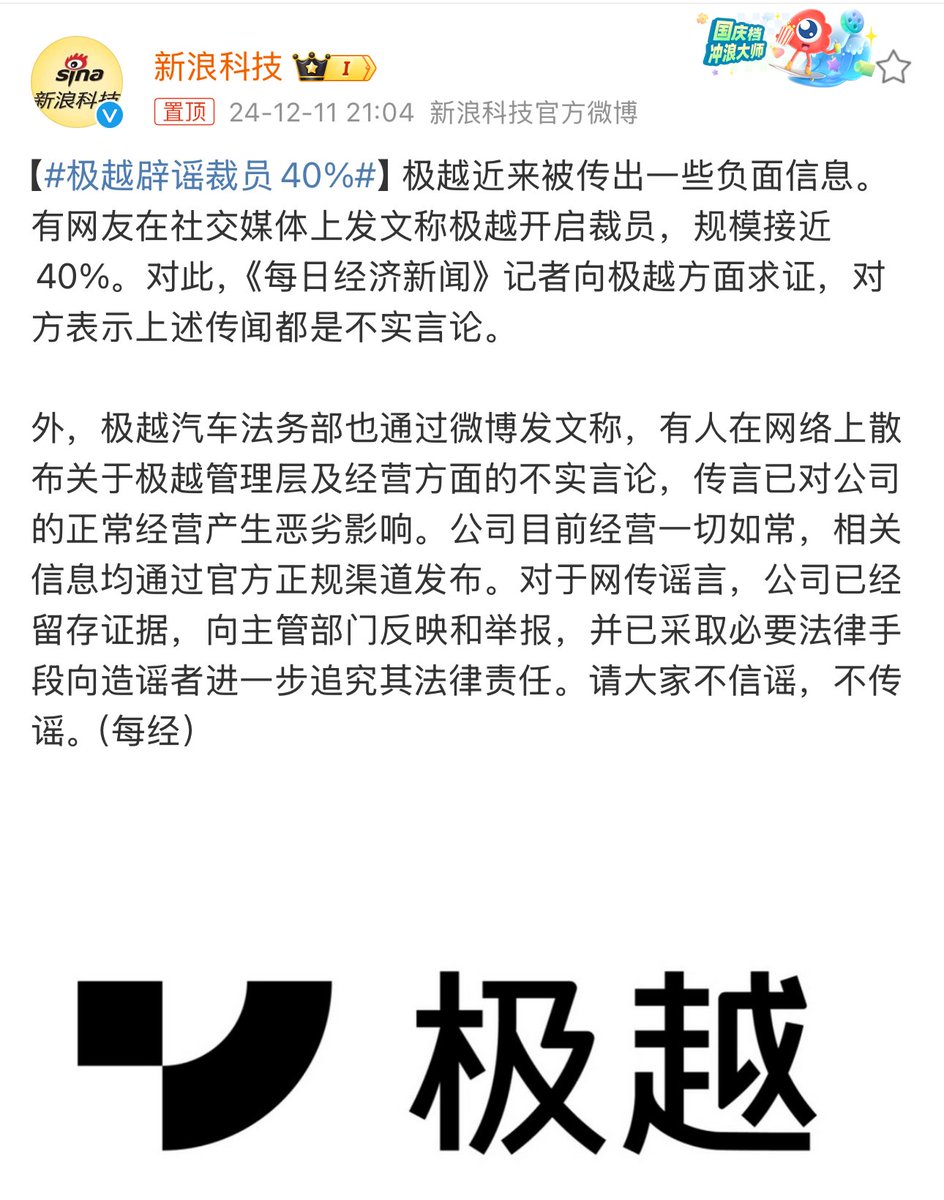 国庆档
冲浪大师
sina
新浪科技
新浪科技 I
置顶 24-12-11 21:04 新浪科技官方微博
【#极越辟谣裁员 40%#】极越近来被传出一些负面信息。
有网友在社交媒体上发文称极越开启裁员，规模接近
40%。对此，《每日经济新闻》记者向极越方面求证，对
方表示上述传闻都是不实言论。
外，极越汽车法务部也通过微博发文称，有人在网络上散
布关于极越管理层及经营方面的不实言论，传言已对公司
的正常经营产生恶劣影响。公司目前经营一切如常，相关
信息均通过官方正规渠道发布。对于网传谣言，公司已经
留存证据，向主管部门反映和举报，并已采取必要法律手
段向造谣者进一步追究其法律责任。请大家不信谣，不传
谣。（每经）
极越